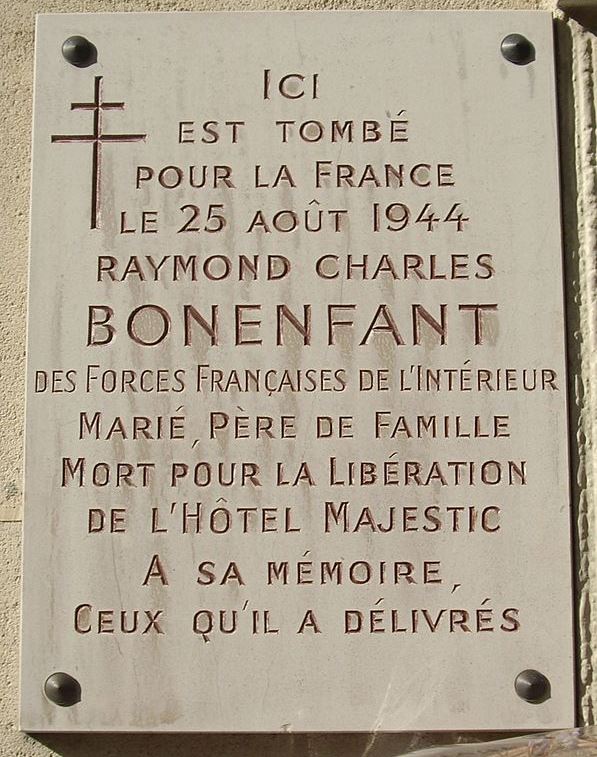 ICI
EST TOMBÉ
POUR LA FRANCE
LE 25 AOÛT 1944
RAYMOND CHARLES
BONENFANT
DES FORCES FRANÇAISES DE L'INTÉRIEUR
MARIÉ, PÈRE DE FAMILLE
MORT POUR LA LIBÉRATION
DE L'HÔTEL MAJESTIC
A SA MÉMOIRE,
CEUX QU'IL A DÉLIVRÉS